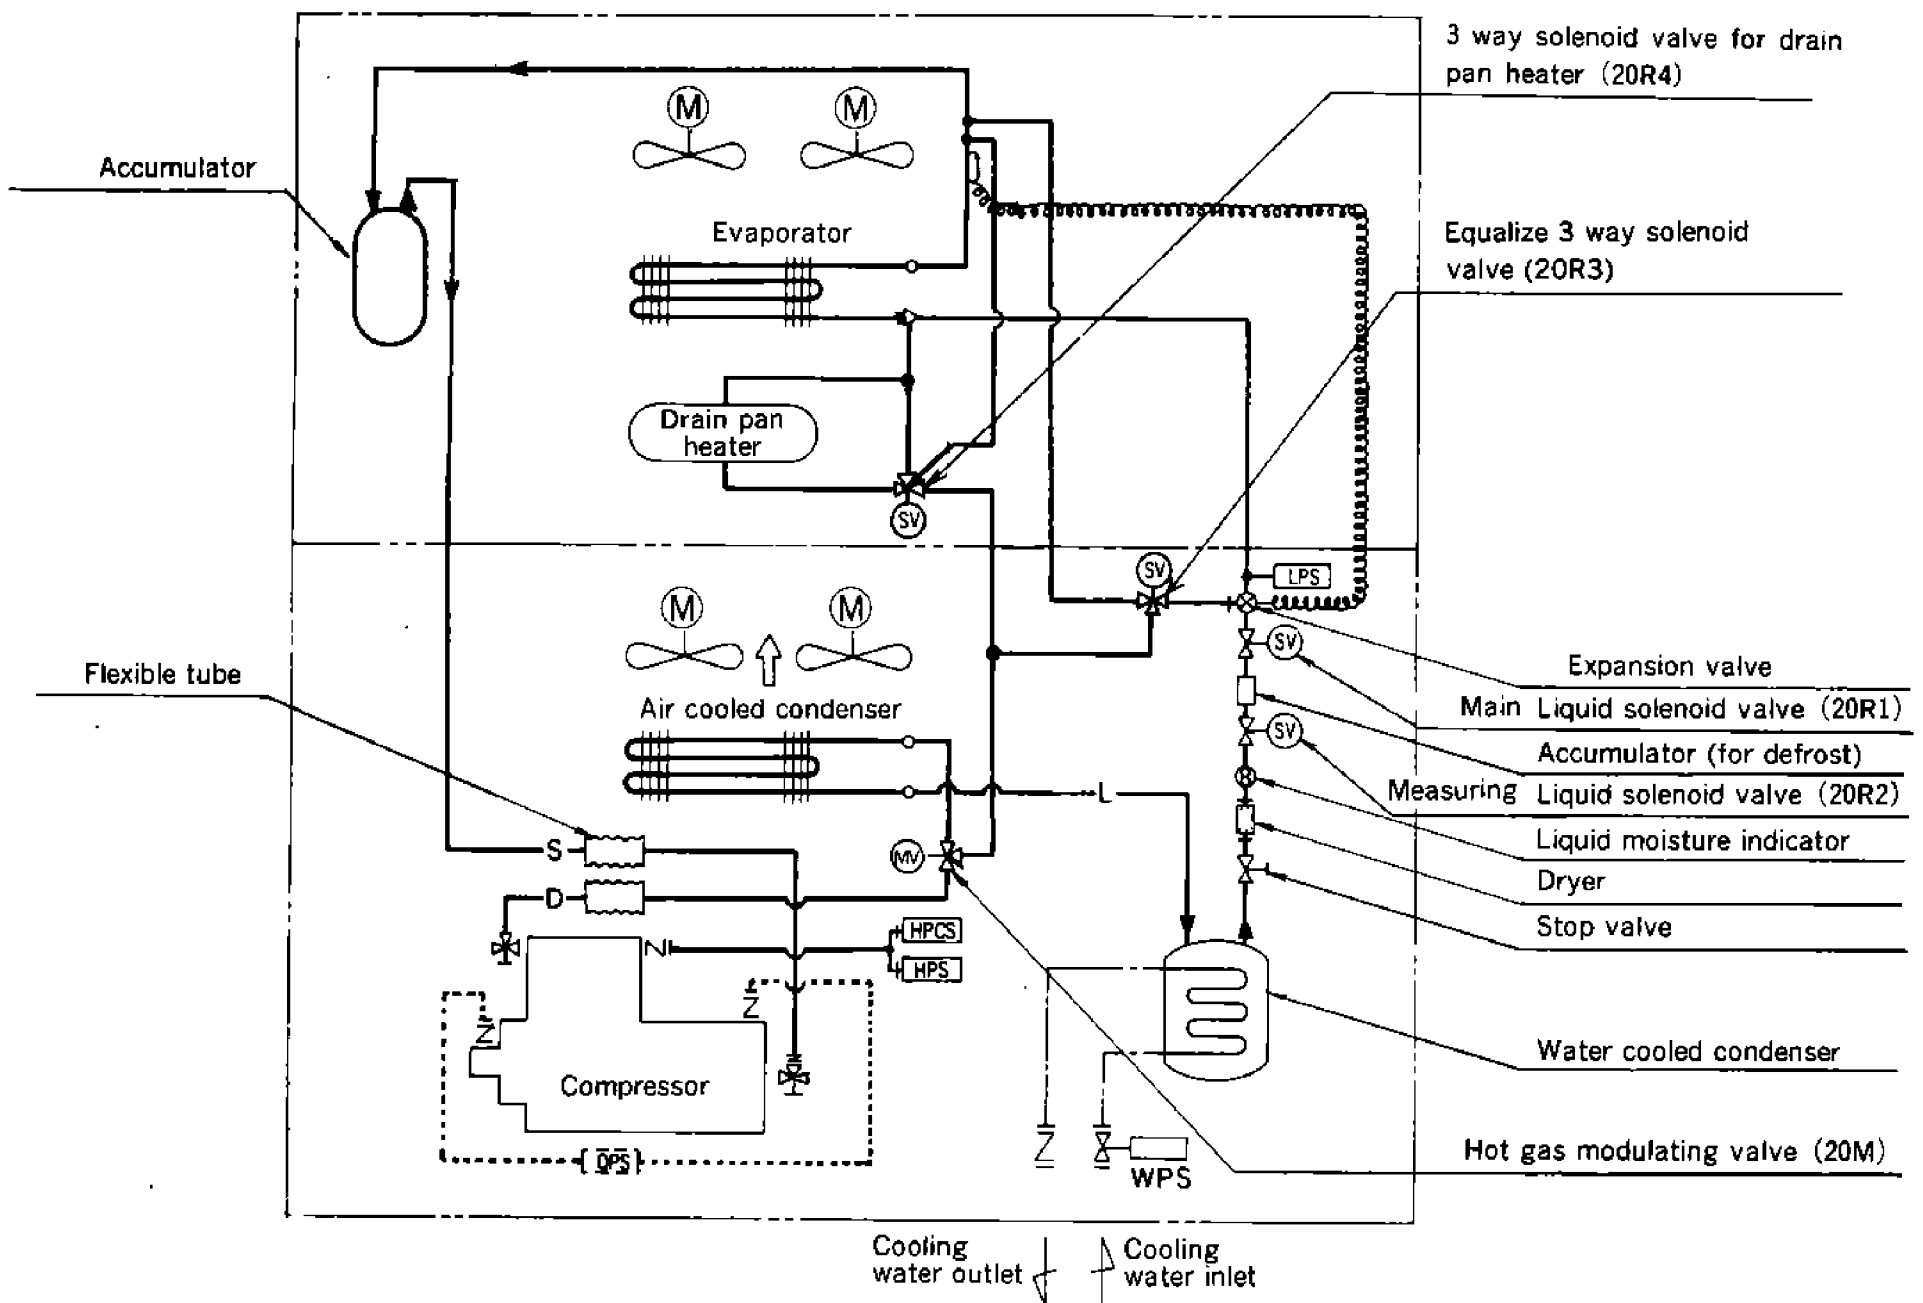 3 way solenoid valve for drain
pan heater (20R4)
M
M
Accumulator
Evaporator
Equalize 3 way solenoid
valve (20R3)
Drain pan
heater
SV
SV
LPS
M
M
SV
Expansion valve
Flexible tube
Air cooled condenser
Main Liquid solenoid valve (20R1)
SV
Accumulator (for defrost)
L
Measuring Liquid solenoid valve (20R2)
Liquid moisture indicator
S
MV
Dryer
D
HPCS
Stop valve
HPS
Water cooled condenser
Compressor
OPS
WPS
Hot gas modulating valve (20M)
Cooling
water outlet
Cooling
water inlet